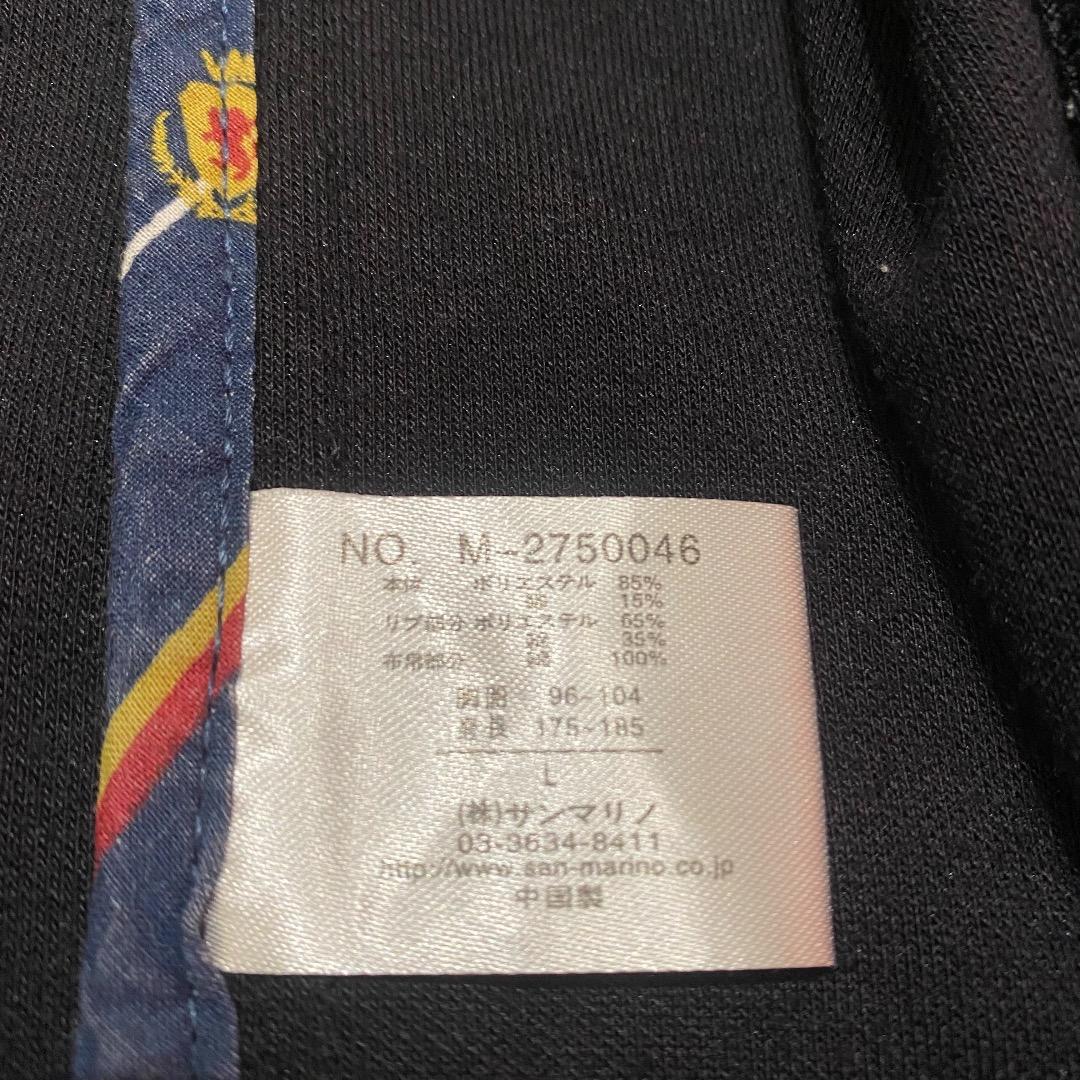 NO. M-2750046
本体 ポリエステル 85%
綿 15%
リブ部分 ポリエステル 65%
綿 35%
布帛部分 綿 100%
胸囲 96-104
身長 175-185
L
(株)サンマリノ
03-3634-8411
http://www.san-marino.co.jp
中国製